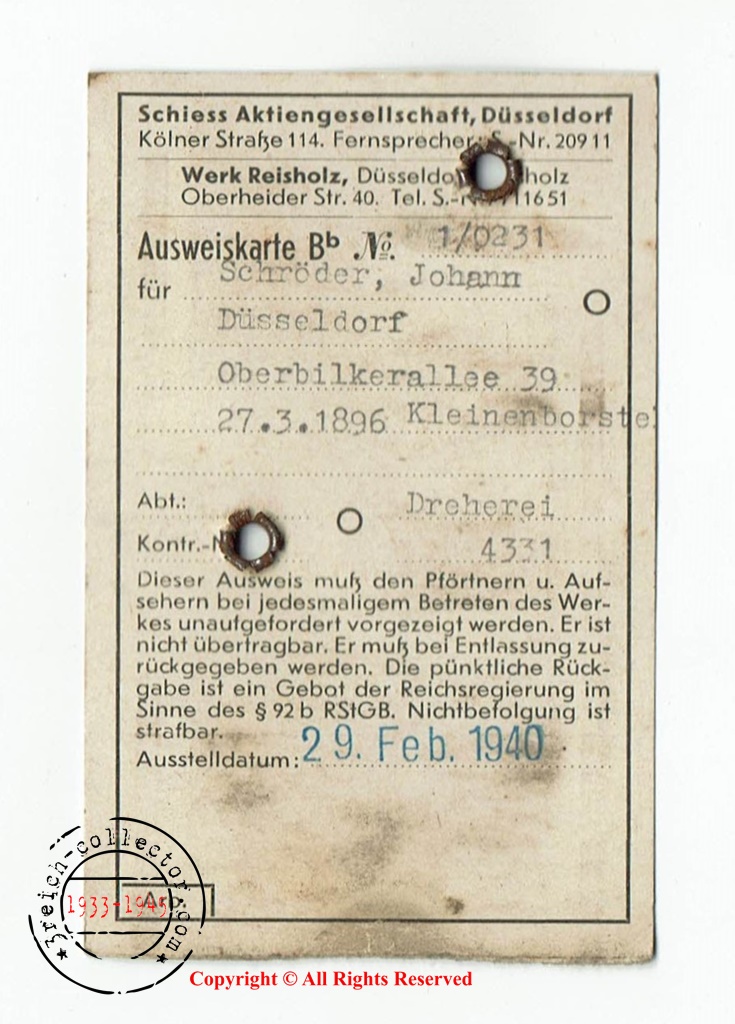 Schiess Aktiengesellschaft, Düsseldorf
Kölner Straße 114. Fernsprecher: S.-Nr. 209 11
Werk Reisholz, Düsseldo holz
Oberheider Str. 40. Tel. S.- 11651
Ausweiskarte Bb No. 1/0231
für Schröder, Johann
Düsseldorf
Oberbilkerallee 39
27.3.1896 Kleinenborste
Abt.: Dreherei
Kontr.-N 4331
Dieser Ausweis muß den Pförtnern u. Auf-
sehern bei jedesmaligem Betreten des Wer-
kes unaufgefordert vorgezeigt werden. Er ist
nicht übertragbar. Er muß bei Entlassung zu-
rückgegeben werden. Die pünktliche Rück-
gabe ist ein Gebot der Reichsregierung im
Sinne des § 92 b RStGB. Nichtbefolgung ist
strafbar.
Ausstelldatum: 29. Feb. 1940
3reich-collector.com
1933-1945
Copyright © All Rights Reserved